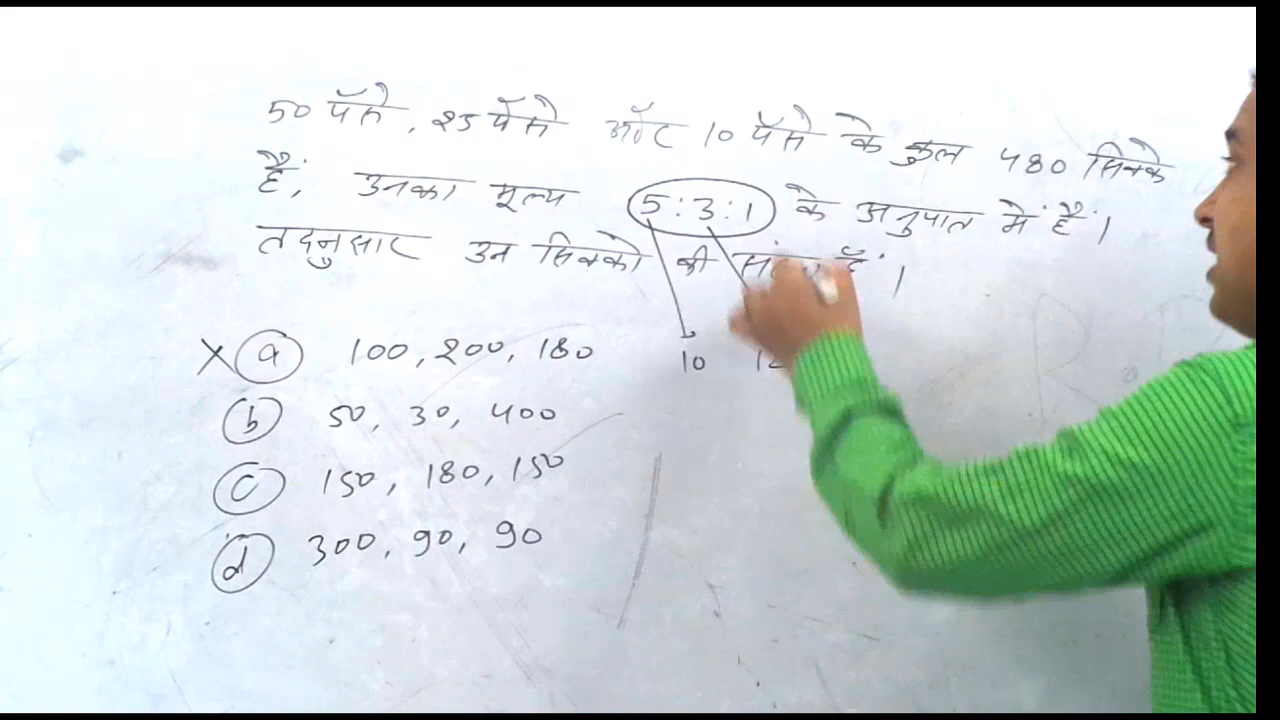 50 पैसे, 25 पैसे और 10 पैसे के कुल 480 सिक्के
हैं, उनका मूल्य 5:3:1 के अनुपात में है।
तदनुसार उन सिक्को की हैं।
X (a) 100, 200, 180
10 12
(b) 50, 30, 400
(c) 150, 180, 150
(d) 300, 90, 90